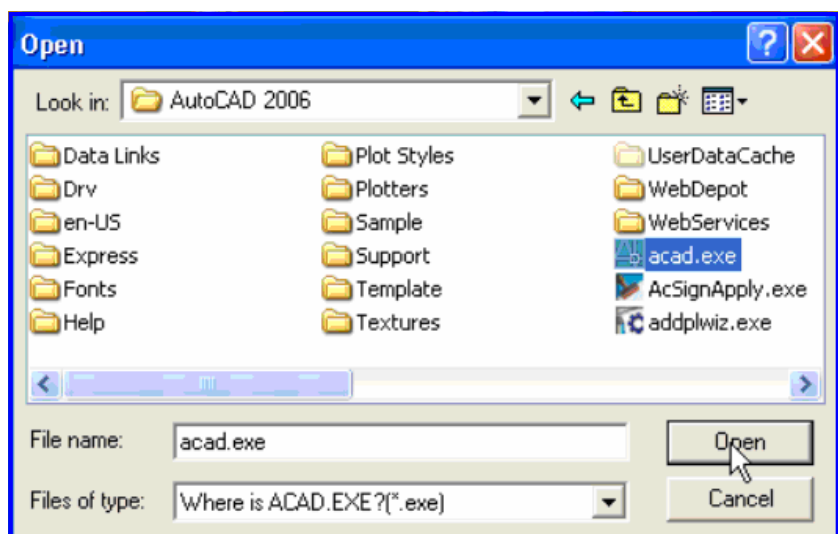 Open
Look in: AutoCAD 2006
Data Links Plot Styles UserDataCache
Drv Plotters WebDepot
en-US Sample WebServices
Express Support acad.exe
Fonts Template AcSignApply.exe
Help Textures addplwiz.exe
File name: acad.exe Open
Files of type: Where is ACAD.EXE?(*.exe) Cancel